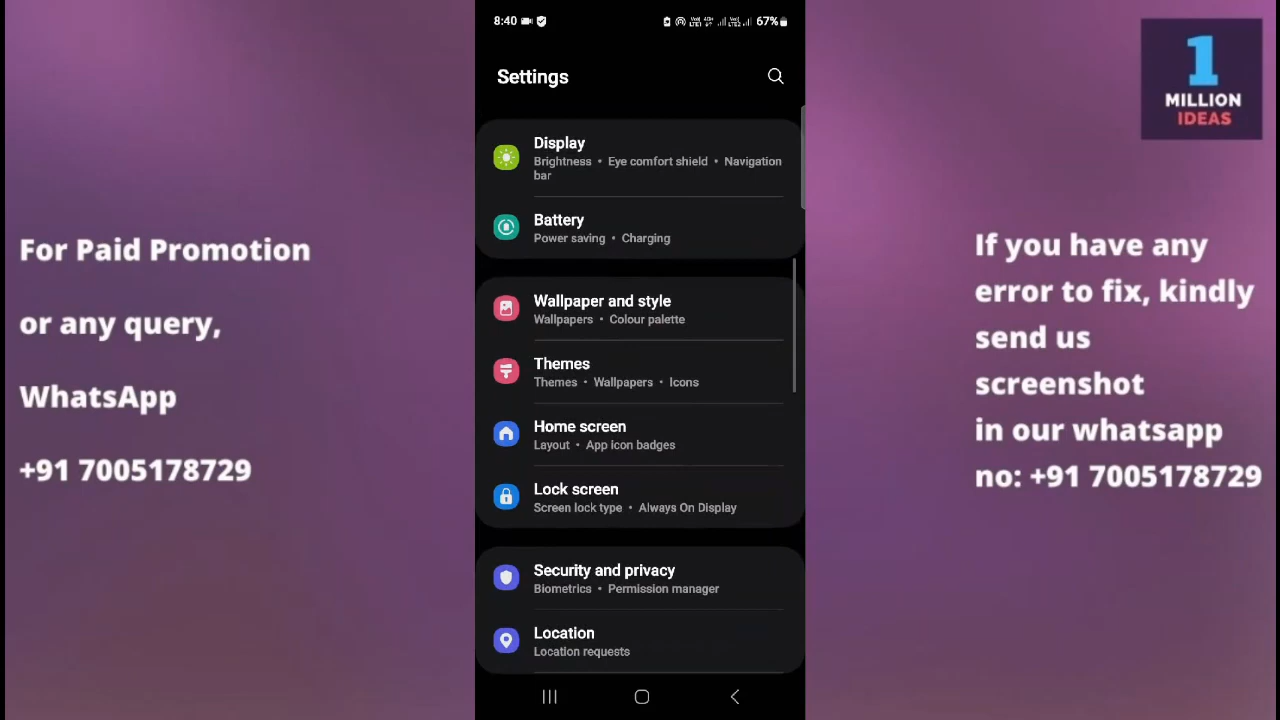 For Paid Promotion
or any query,
WhatsApp
+91 7005178729
8:40
67%
Settings
Display
Brightness • Eye comfort shield • Navigation
bar
Battery
Power saving • Charging
Wallpaper and style
Wallpapers • Colour palette
Themes
Themes • Wallpapers • Icons
Home screen
Layout • App icon badges
Lock screen
Screen lock type • Always On Display
Security and privacy
Biometrics • Permission manager
Location
Location requests
1
MILLION
IDEAS
If you have any
error to fix, kindly
send us
screenshot
in our whatsapp
no: +91 7005178729